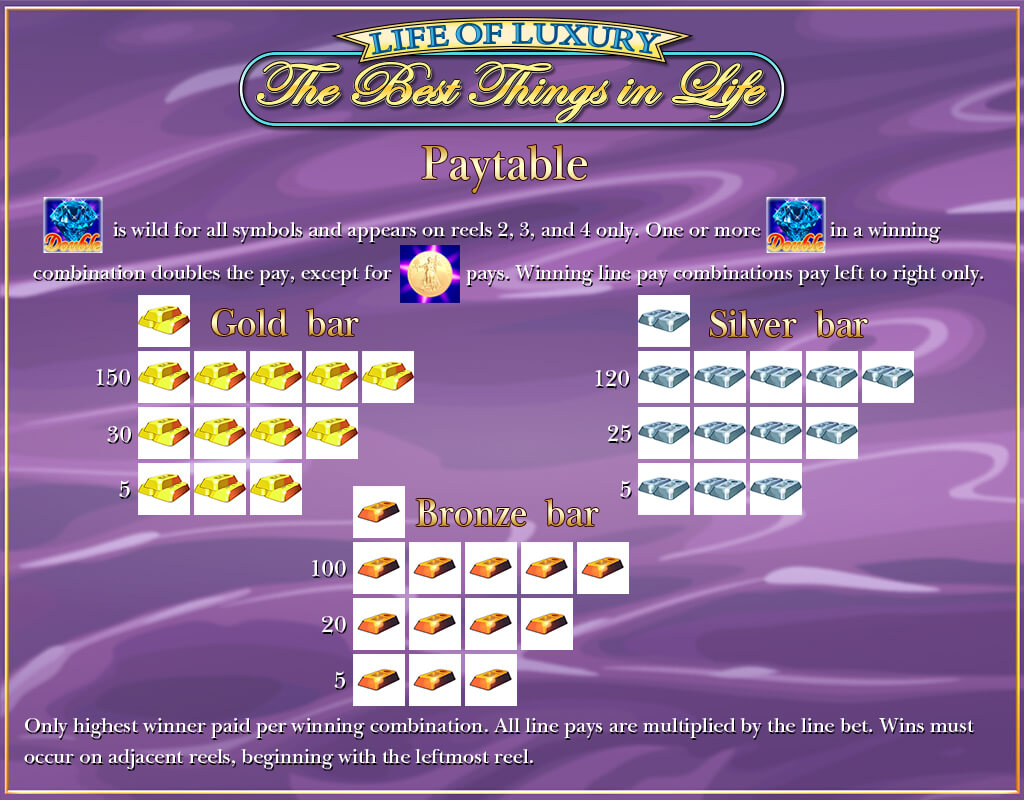 LIFE OF LUXURY
The Best Things in Life
Paytable
Double is wild for all symbols and appears on reels 2, 3, and 4 only. One or more Double in a winning
combination doubles the pay, except for pays. Winning line pay combinations pay left to right only.
Gold bar
150
30
5
Silver bar
120
25
5
Bronze bar
100
20
5
Only highest winner paid per winning combination. All line pays are multiplied by the line bet. Wins must
occur on adjacent reels, beginning with the leftmost reel.